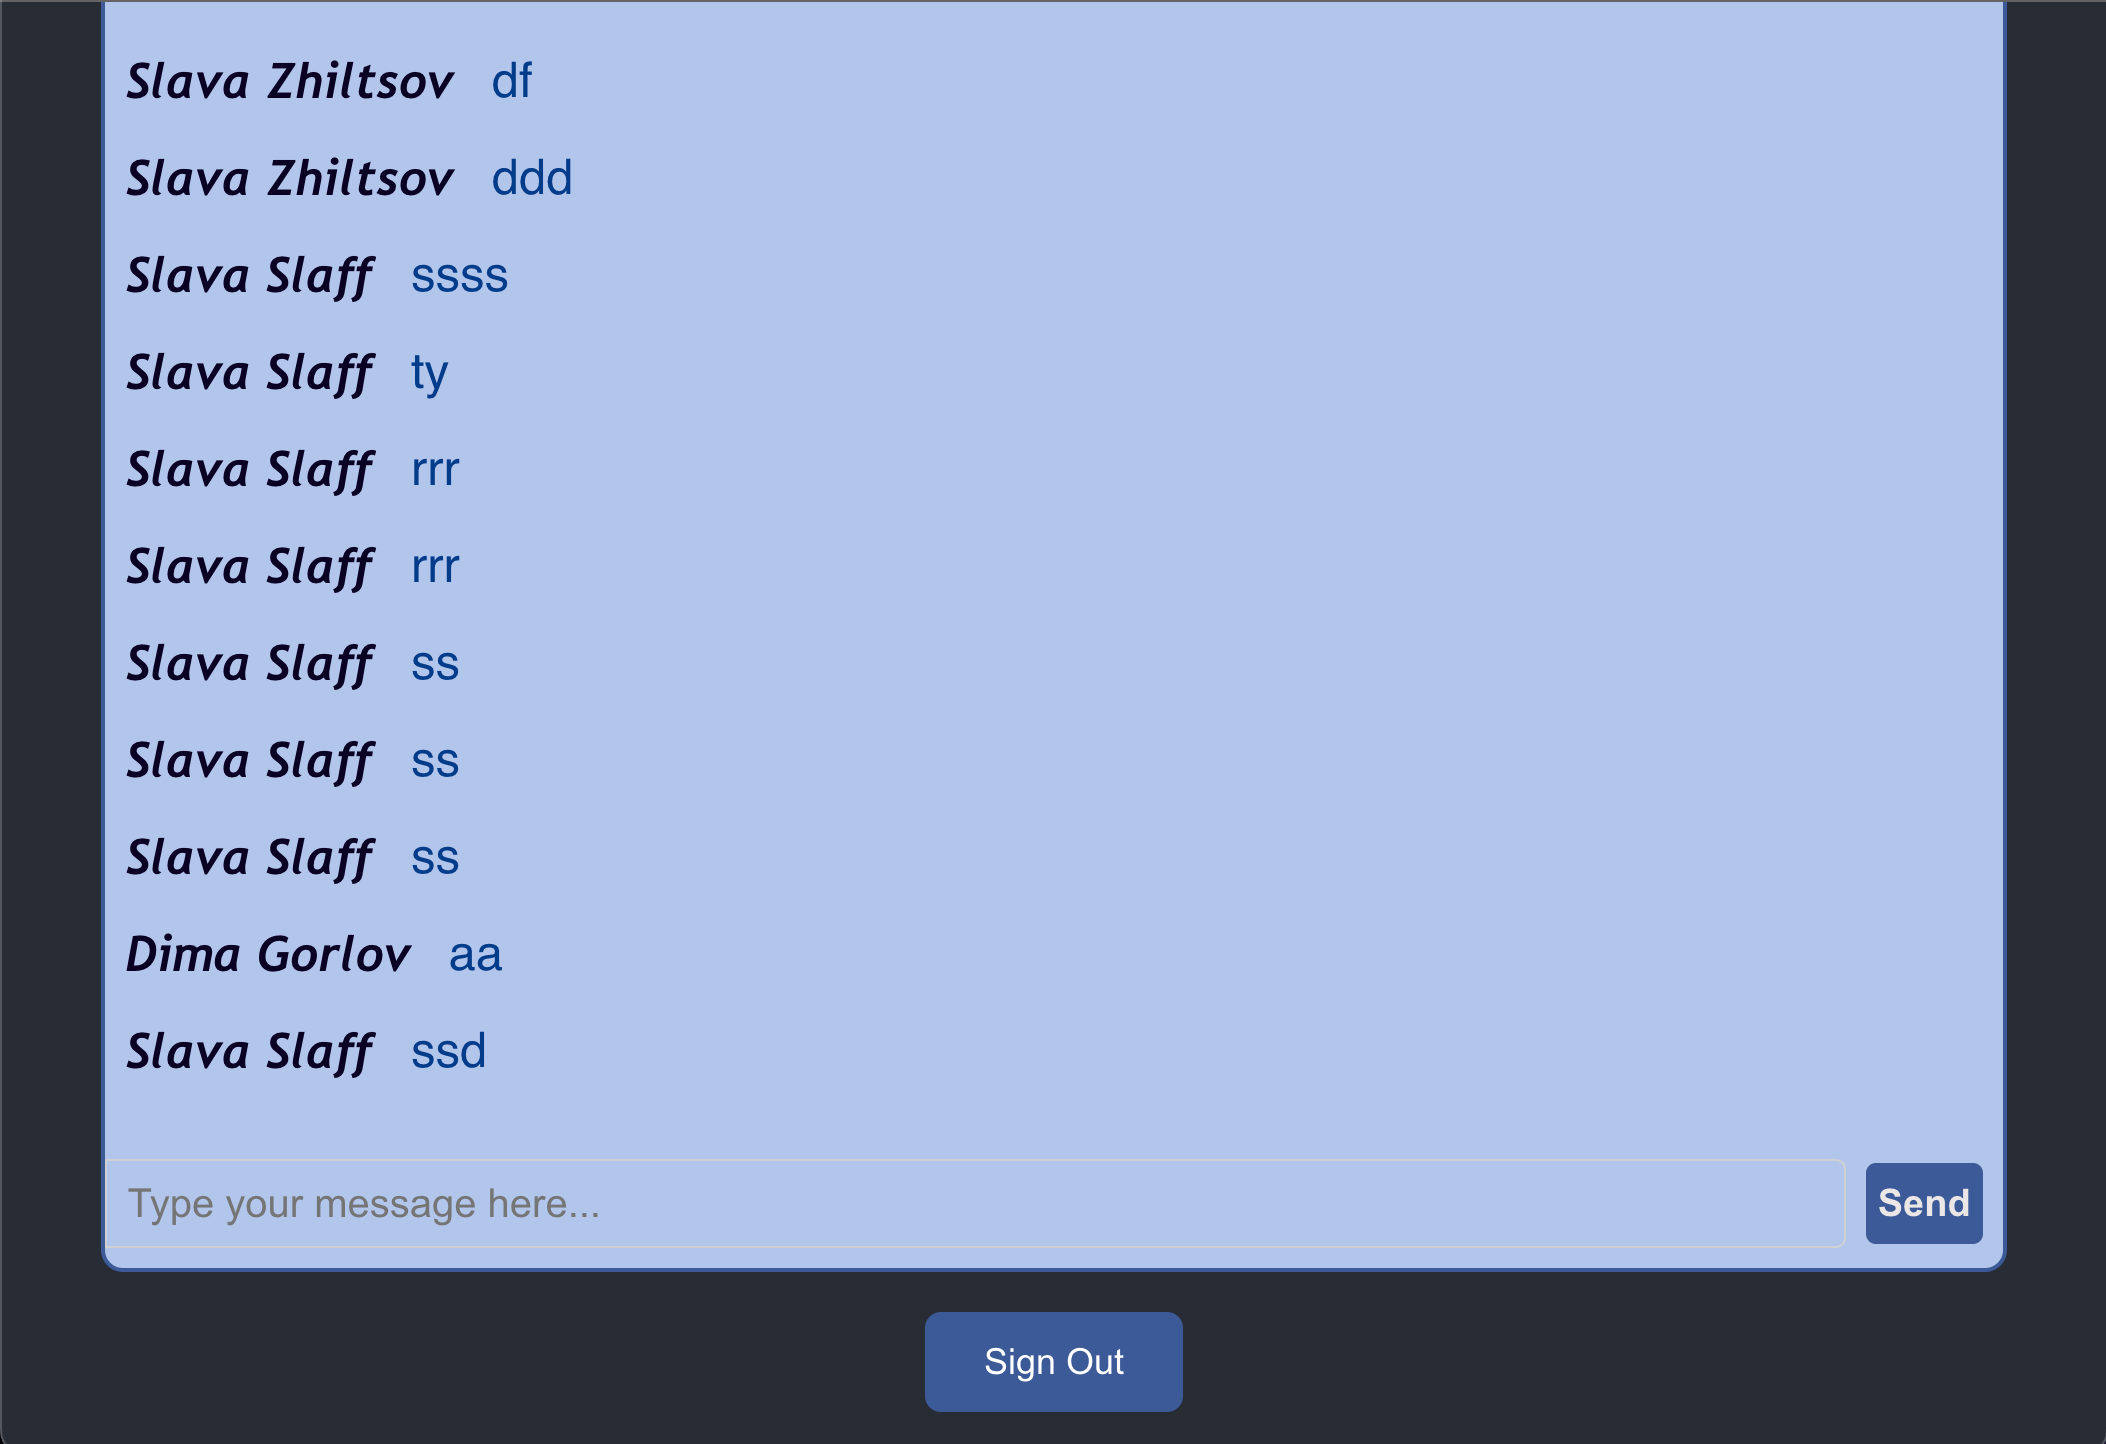 Slava Zhiltsov df
Slava Zhiltsov ddd
Slava Slaff ssss
Slava Slaff ty
Slava Slaff rrr
Slava Slaff rrr
Slava Slaff ss
Slava Slaff ss
Slava Slaff ss
Dima Gorlov aa
Slava Slaff ssd
Type your message here... Send
Sign Out